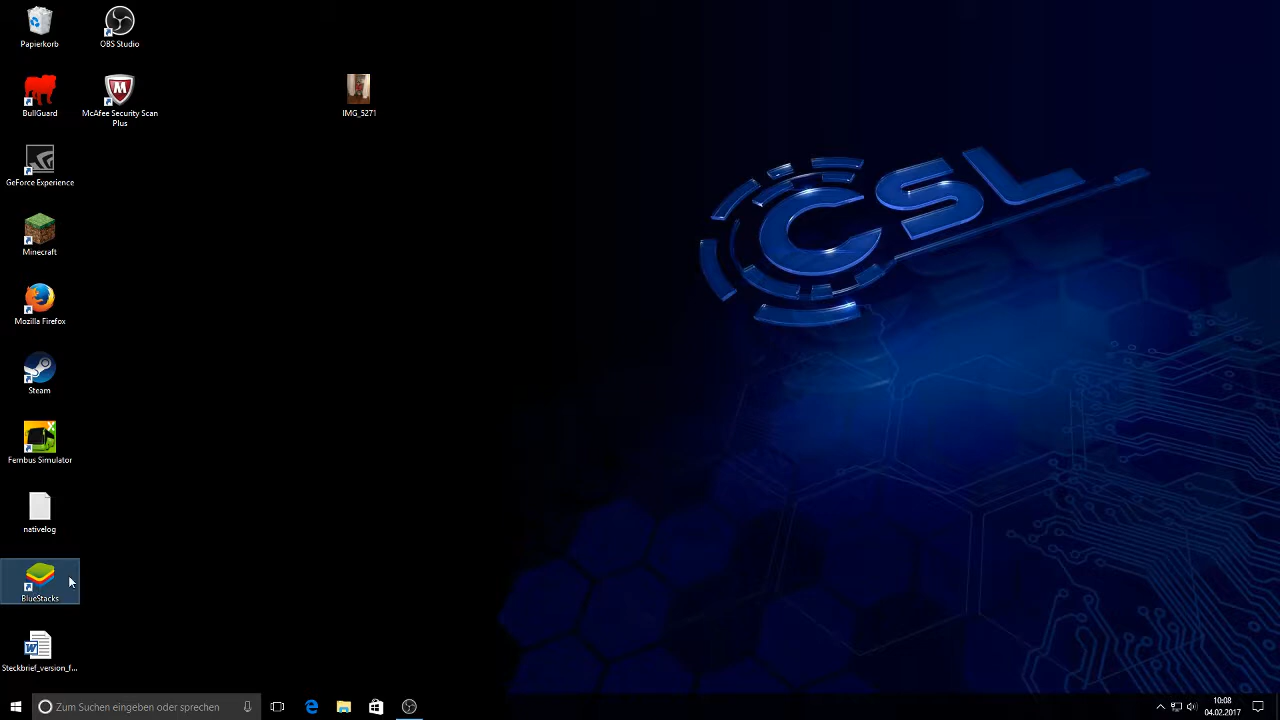 Papierkorb
OBS Studio
BullGuard
McAfee Security Scan
Plus
IMG_5271
GeForce Experience
Minecraft
Mozilla Firefox
Steam
Fernbus Simulator
nativelog
BlueStacks
Steckbrief_version_f...
CSL
Zum Suchen eingeben oder sprechen
10:08
04.02.2017